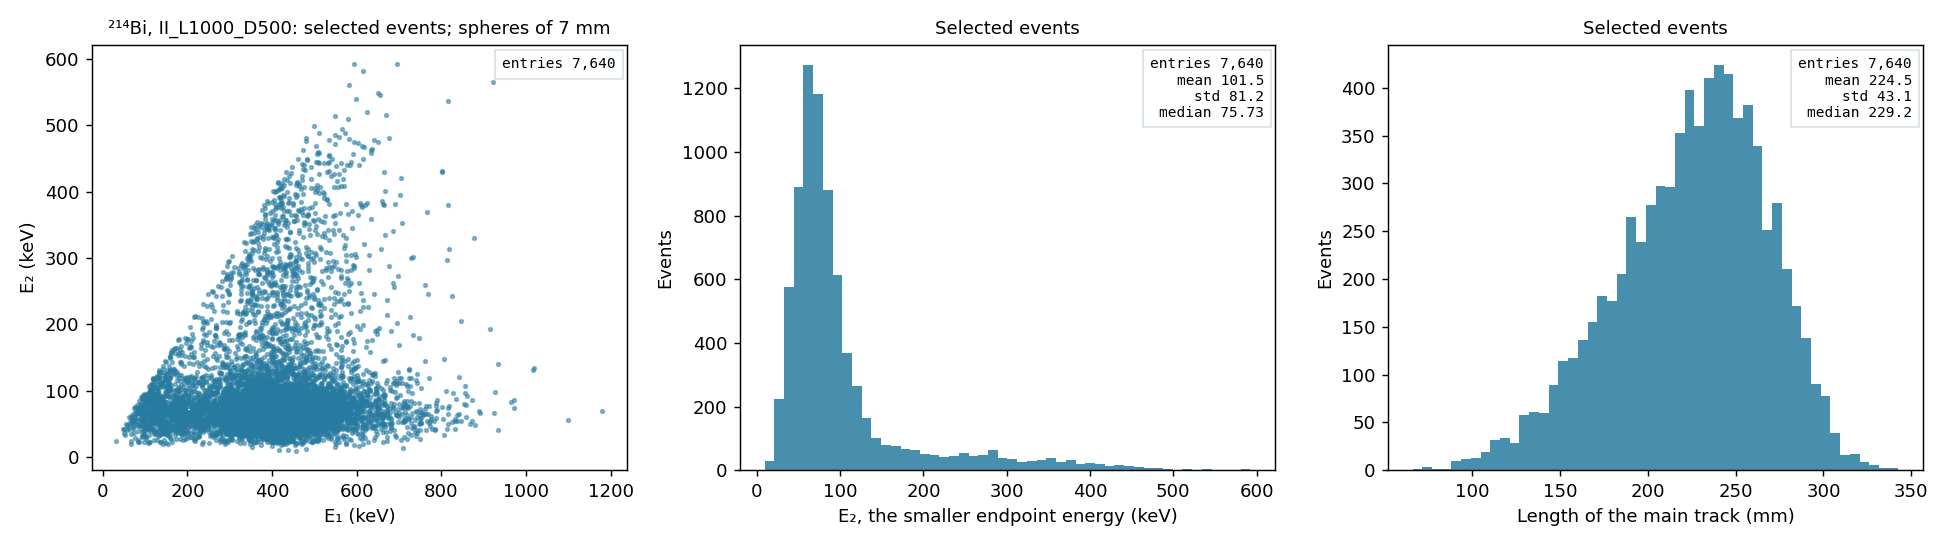 ²¹⁴Bi, II_L1000_D500: selected events; spheres of 7 mm
entries 7,640
600
500
400
300
200
100
0
E₂ (keV)
0 200 400 600 800 1000 1200
E₁ (keV)
Selected events
entries 7,640
mean 101.5
std 81.2
median 75.73
1200
1000
800
600
400
200
0
Events
0 100 200 300 400 500 600
E₂, the smaller endpoint energy (keV)
Selected events
entries 7,640
mean 224.5
std 43.1
median 229.2
400
350
300
250
200
150
100
50
0
Events
100 150 200 250 300 350
Length of the main track (mm)